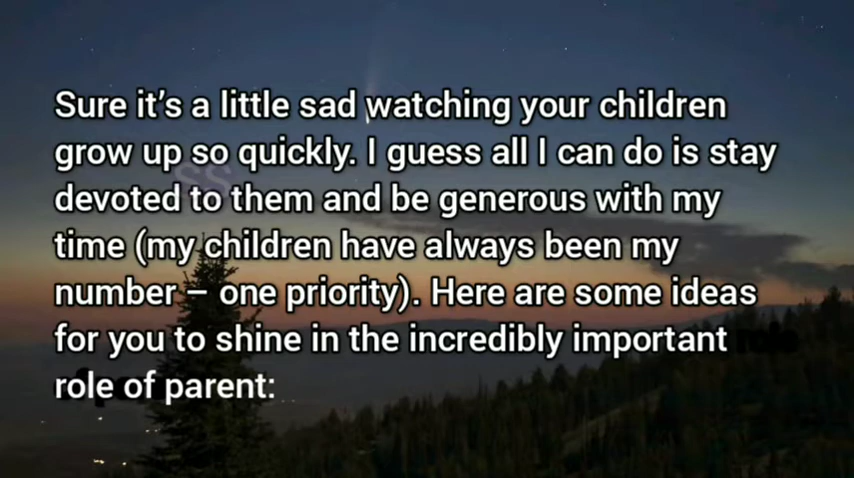 Sure it's a little sad watching your children
grow up so quickly. I guess all I can do is stay
devoted to them and be generous with my
time (my children have always been my
number – one priority). Here are some ideas
for you to shine in the incredibly important
role of parent: